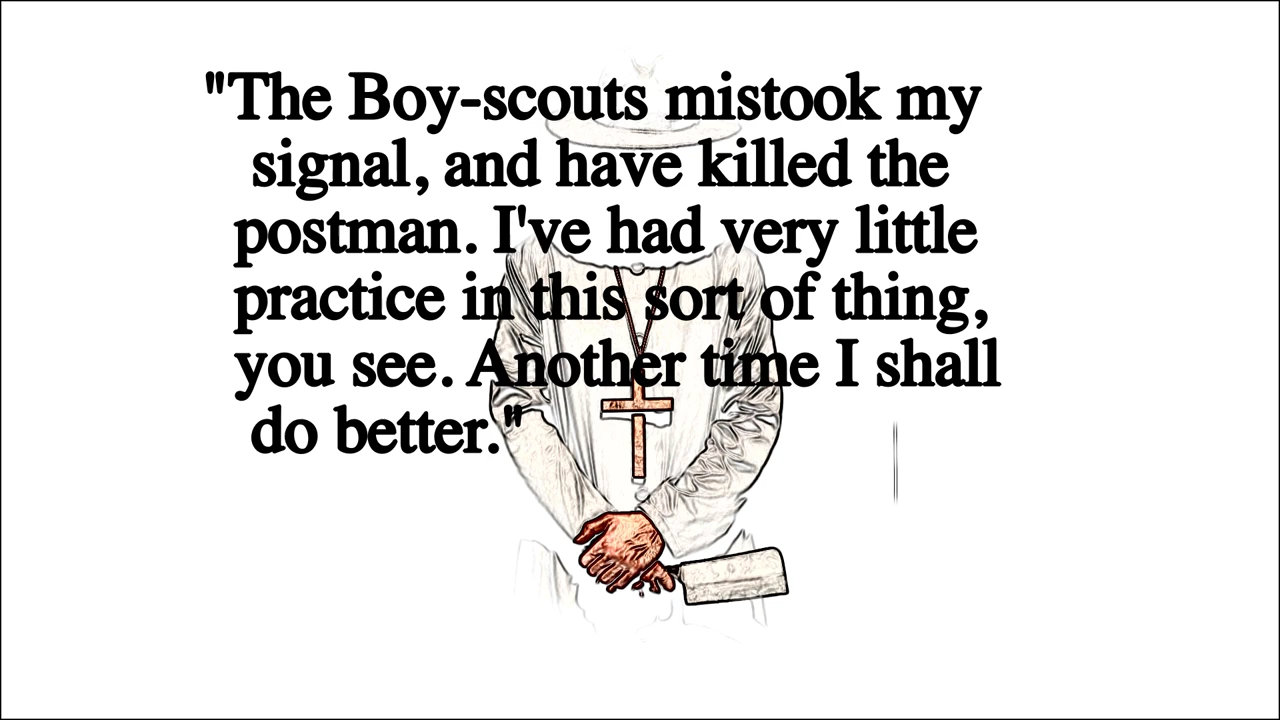 "The Boy-scouts mistook my
signal, and have killed the
postman. I've had very little
practice in this sort of thing,
you see. Another time I shall
do better."